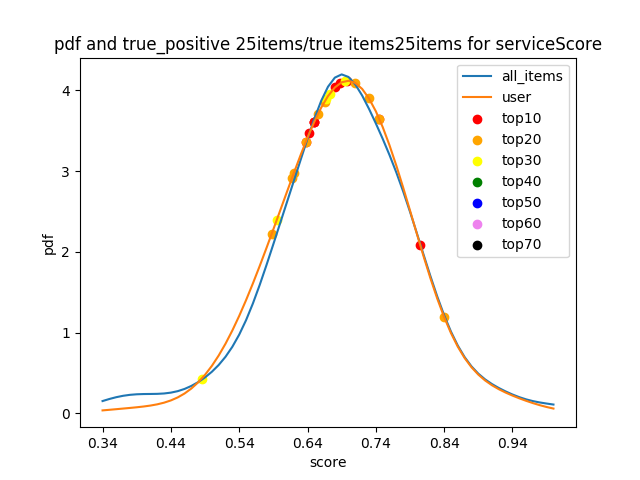 pdf and true_positive 25items/true items25items for serviceScore
all_items
user
top10
top20
top30
top40
top50
top60
top70
pdf
4
3
2
1
0
0.34 0.44 0.54 0.64 0.74 0.84 0.94
score